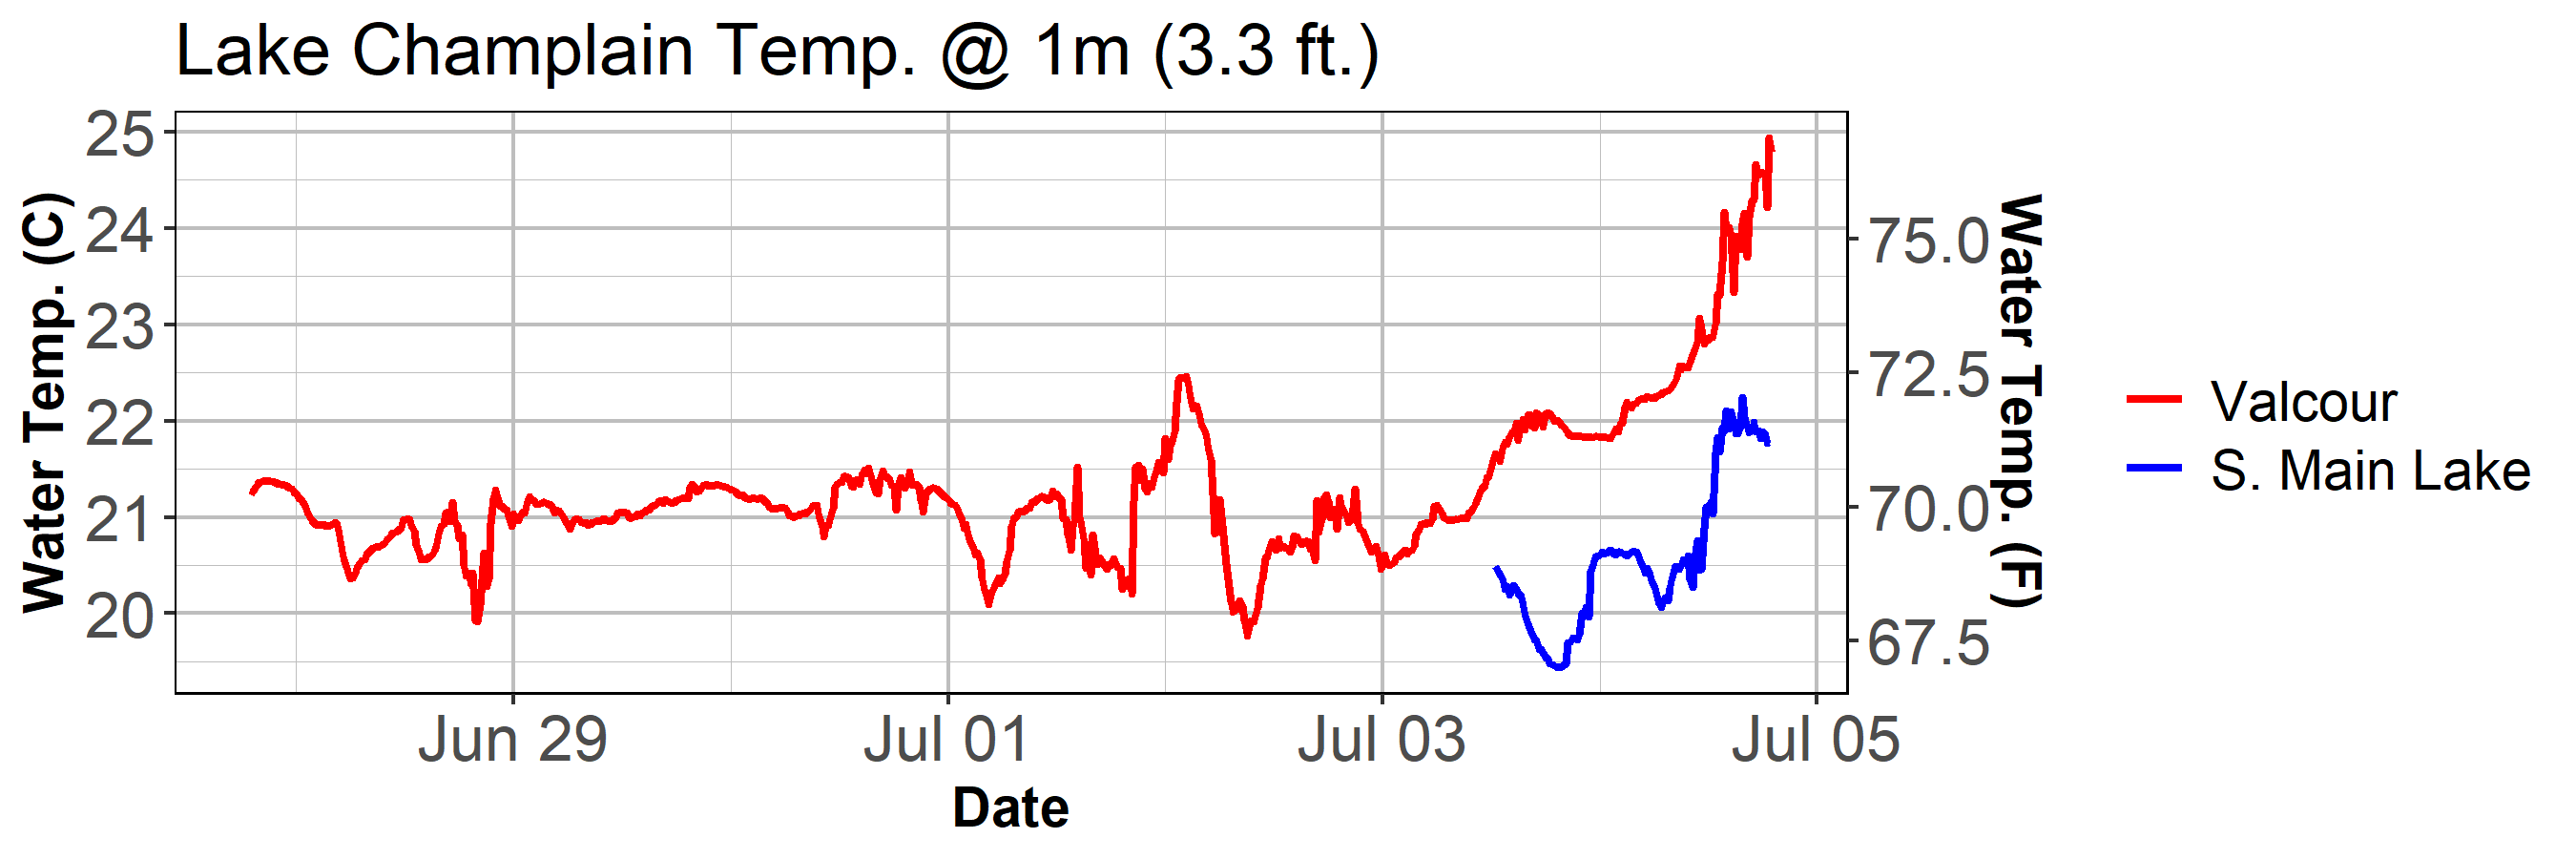 Lake Champlain Temp. @ 1m (3.3 ft.)
Water Temp. (C)
25
24
23
22
21
20
75.0
72.5
70.0
67.5
Water Temp. (F)
Jun 29
Jul 01
Jul 03
Jul 05
Date
Valcour
S. Main Lake